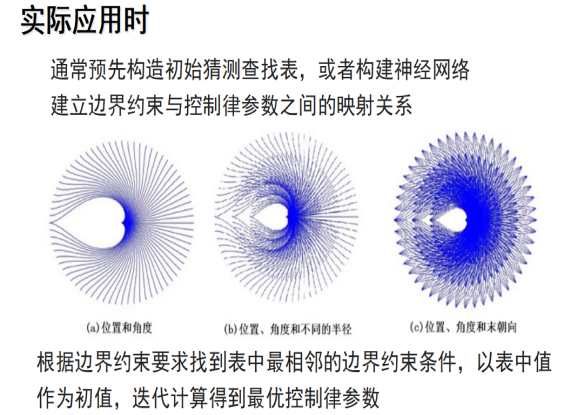 实际应用时
通常预先构造初始猜测查找表，或者构建神经网络
建立边界约束与控制律参数之间的映射关系
(a)位置和角度
(b)位置、角度和不同的半径
(c)位置、角度和末朝向
根据边界约束要求找到表中最相邻的边界约束条件，以表中值
作为初值，迭代计算得到最优控制律参数